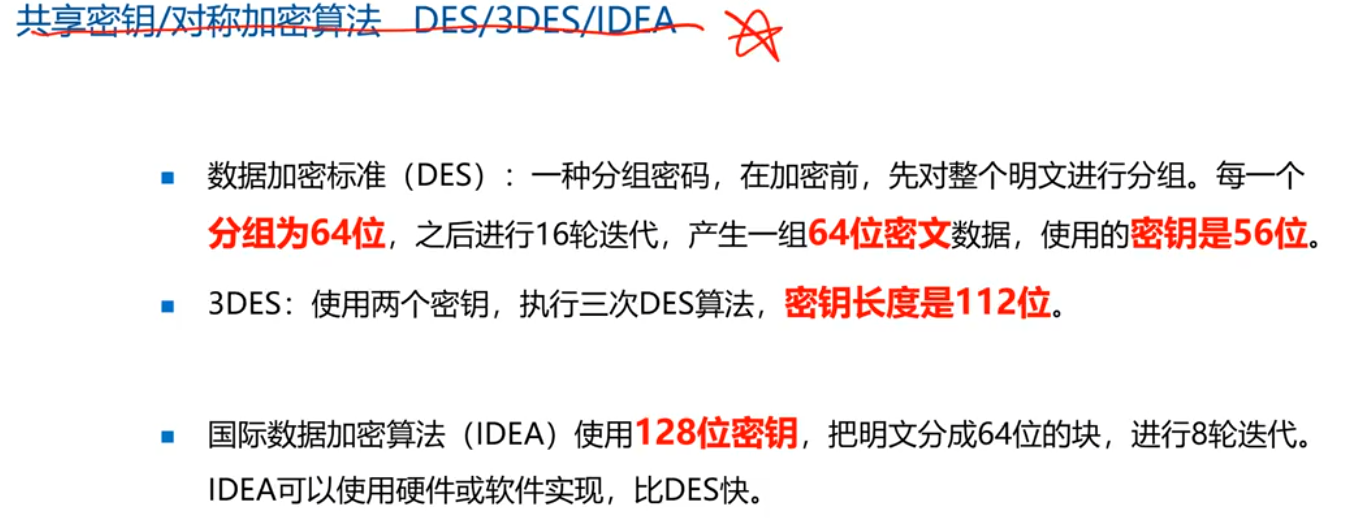 共享密钥/对称加密算法 DES/3DES/IDEA
数据加密标准（DES）：一种分组密码，在加密前，先对整个明文进行分组。每一个
分组为64位，之后进行16轮迭代，产生一组64位密文数据，使用的密钥是56位。
3DES：使用两个密钥，执行三次DES算法，密钥长度是112位。
国际数据加密算法（IDEA）使用128位密钥，把明文分成64位的块，进行8轮迭代。
IDEA可以使用硬件或软件实现，比DES快。